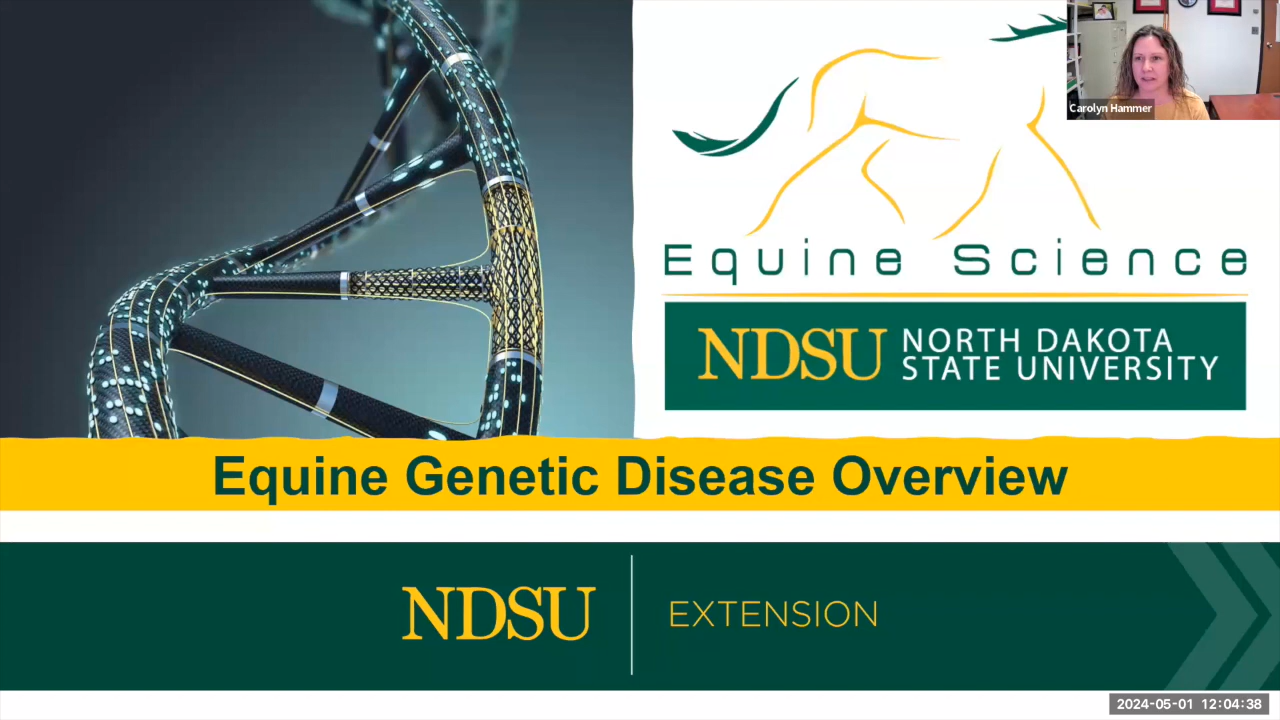 Carolyn Hammer
Equine Science
NDSU NORTH DAKOTA
STATE UNIVERSITY
Equine Genetic Disease Overview
NDSU EXTENSION
2024-05-01 12:04:38